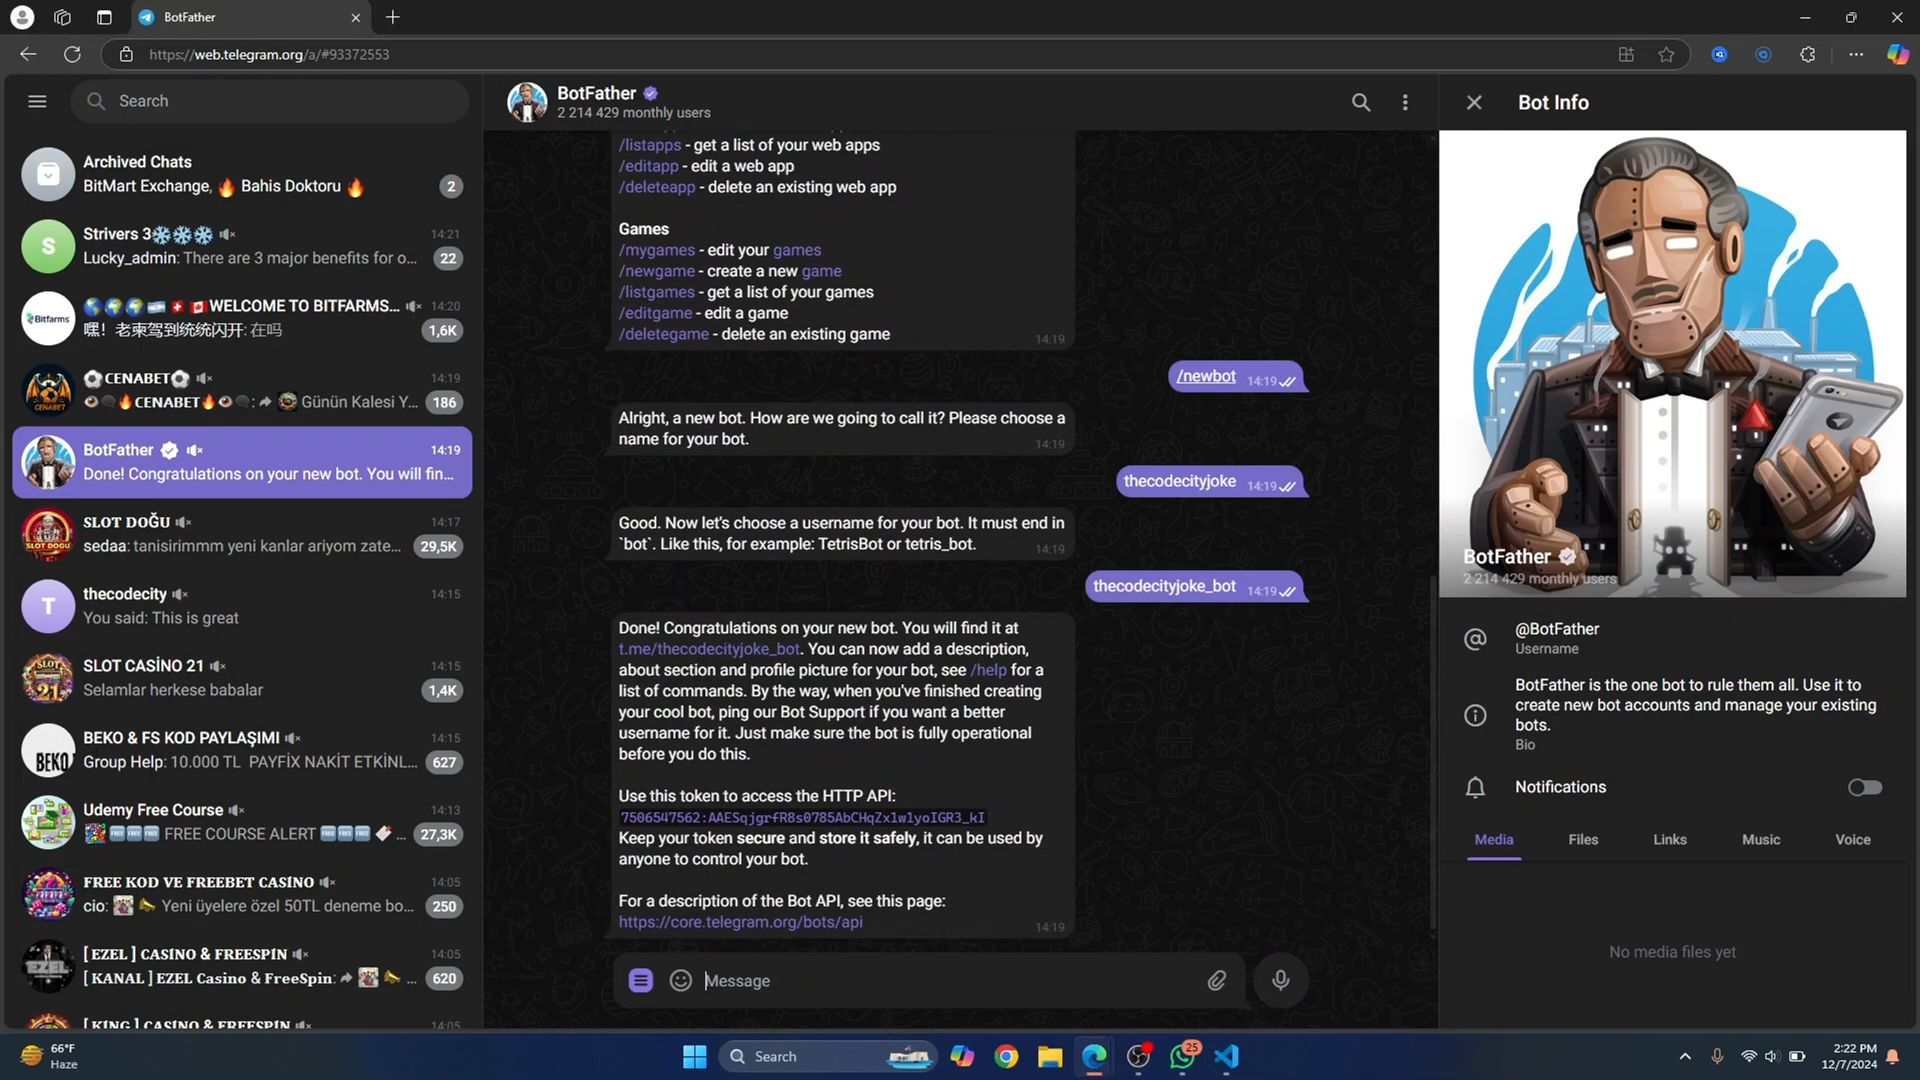 BotFather
https://web.telegram.org/a/#93372553
Search
Archived Chats
BitMart Exchange, 🔥 Bahis Doktoru 🔥
2
Strivers 3❄️❄️❄️
14:21
Lucky_admin: There are 3 major benefits for o...
22
WELCOME TO BITFARMS...
14:20
Bitfarms
嘿！老柬驾到统统闪开: 在吗
1,6K
⚽CENABET⚽
14:19
CENABET
👁️🗨️🔥CENABET🔥👁️🗨️: Günün Kalesi Y...
186
BotFather
14:19
Done! Congratulations on your new bot. You will fin...
SLOT DOĞU
14:17
sedaa: tanisirimmm yeni kanlar ariyom zate...
29,5K
T
thecodecity
14:15
You said: This is great
SLOT CASİNO 21
14:15
Selamlar herkese babalar
1,4K
BEKO & FS KOD PAYLAŞIMI
14:15
BEKO
Group Help: 10.000 TL PAYFİX NAKİT ETKİNL...
627
Udemy Free Course
14:13
FREE COURSE ALERT
27,3K
FREE KOD VE FREEBET CASİNO
14:05
cio: Yeni üyelere özel 50TL deneme bo...
250
[ EZEL ] CASİNO & FREESPİN
14:05
[ KANAL ] EZEL Casino & FreeSpin:
620
[ KİNG ] CASİNO & FREESPİN
14:05
BotFather
2 214 429 monthly users
/listapps - get a list of your web apps
/editapp - edit a web app
/deleteapp - delete an existing web app
Games
/mygames - edit your games
/newgame - create a new game
/listgames - get a list of your games
/editgame - edit a game
/deletegame - delete an existing game
14:19
/newbot 14:19
Alright, a new bot. How are we going to call it? Please choose a
name for your bot.
14:19
thecodecityjoke 14:19
Good. Now let's choose a username for your bot. It must end in
`bot`. Like this, for example: TetrisBot or tetris_bot.
14:19
thecodecityjoke_bot 14:19
Done! Congratulations on your new bot. You will find it at
t.me/thecodecityjoke_bot. You can now add a description,
about section and profile picture for your bot, see /help for a
list of commands. By the way, when you've finished creating
your cool bot, ping our Bot Support if you want a better
username for it. Just make sure the bot is fully operational
before you do this.
Use this token to access the HTTP API:
7506547562:AAESqjgrfR8s0785AbCHqZx1w1yoIGR3_kI
Keep your token secure and store it safely, it can be used by
anyone to control your bot.
For a description of the Bot API, see this page:
https://core.telegram.org/bots/api
14:19
Message
Bot Info
BotFather
2 214 429 monthly users
@BotFather
Username
BotFather is the one bot to rule them all. Use it to
create new bot accounts and manage your existing
bots.
Bio
Notifications
Media Files Links Music Voice
No media files yet
66°F
Haze
Search
25
2:22 PM
12/7/2024